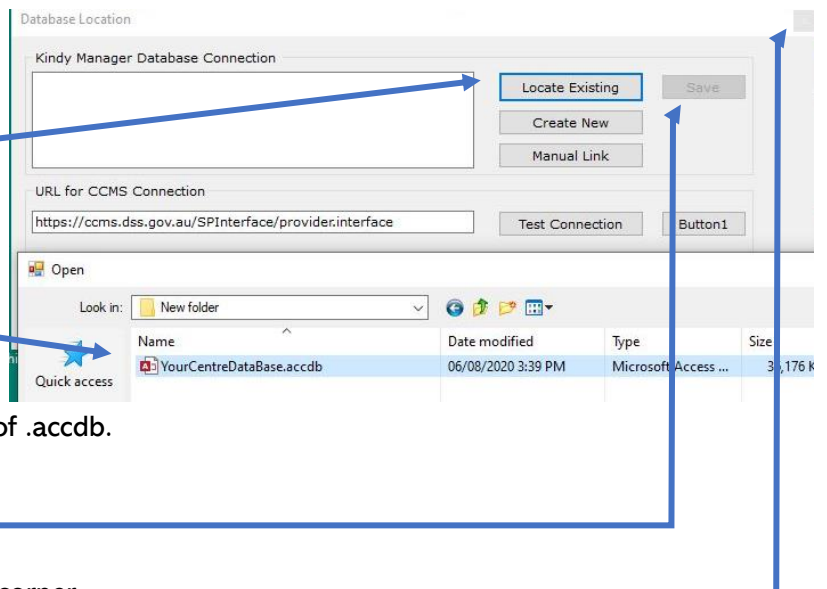 Database Location
Kindy Manager Database Connection
Locate Existing
Save
Create New
Manual Link
URL for CCMS Connection
https://ccms.dss.gov.au/SPInterface/provider.interface
Test Connection
Button1
Open
Look in:
New folder
Name
Date modified
Type
Size
YourCentreDataBase.accdb
06/08/2020 3:39 PM
Microsoft Access ...
Quick access
of .accdb.